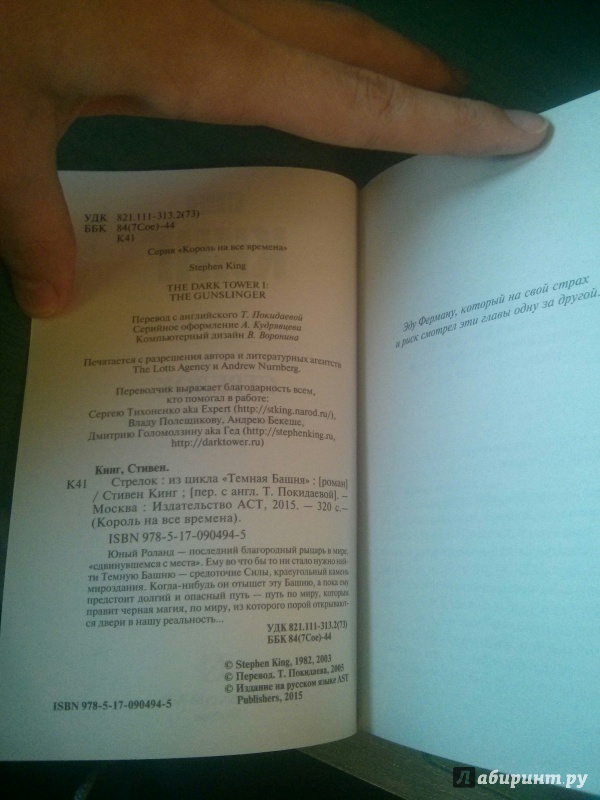 УДК 821.111-313.2(73)
ББК 84(7Сое)-44
К41
Серия «Король на все времена»
Stephen King
THE DARK TOWER I:
THE GUNSLINGER
Перевод с английского Т. Покидаевой
Серийное оформление А. Кудрявцева
Компьютерный дизайн В. Воронина
Печатается с разрешения автора и литературных агентств
The Lotts Agency и Andrew Nurnberg.
Переводчик выражает благодарность всем,
кто помогал в работе:
Сергею Тихоненко aka Expert (http://stking.narod.ru/),
Владу Полещикову, Андрею Бекеше,
Дмитрию Голомолзину aka Гед (http://stephenking.ru,
http://darktower.ru)
Кинг, Стивен.
К41 Стрелок : из цикла «Темная Башня» : [роман]
/ Стивен Кинг ; [пер. с англ. Т. Покидаевой]. –
Москва : Издательство АСТ, 2015. — 320 с.–
(Король на все времена).
ISBN 978-5-17-090494-5
Юный Роланд — последний благородный рыцарь в мире,
«сдвинувшемся с места». Ему во что бы то ни стало нужно най-
ти Темную Башню – средоточие Силы, краеугольный камень
мироздания. Когда-нибудь он отыщет эту Башню, а пока ему
предстоит долгий и опасный путь — путь по миру, которым
правит черная магия, по миру, из которого порой открывают-
ся двери в нашу реальность...
УДК 821.111-313.2(73)
ББК 84(7Сое)-44
© Stephen King, 1982, 2003
© Перевод. Т. Покидаева, 2005
© Издание на русском языке AST
Publishers, 2015
ISBN 978-5-17-090494-5
Эду Ферману, который на свой страх
и риск смотрел эти главы одну за другой.
Лабиринт.ру